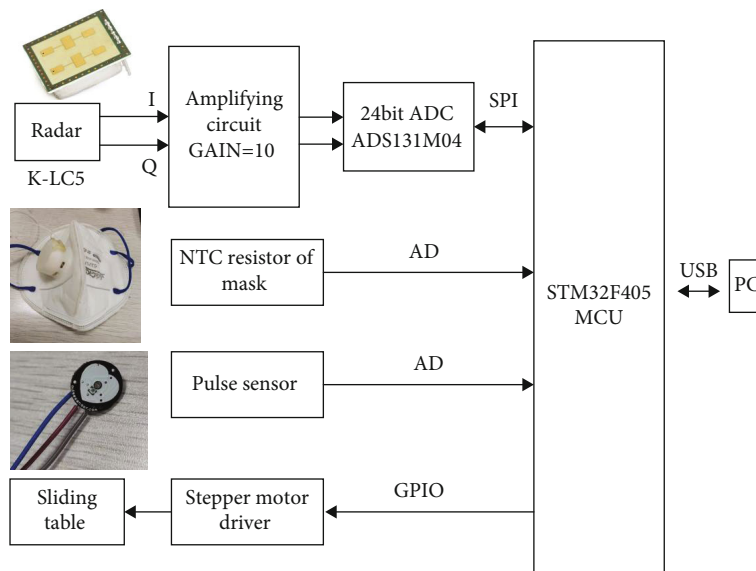 I
Radar
Q
K-LC5
Amplifying
circuit
GAIN=10
24bit ADC
ADS131M04
SPI
NTC resistor of
mask
AD
STM32F405
MCU
USB
PC
Pulse sensor
AD
Sliding
table
Stepper motor
driver
GPIO